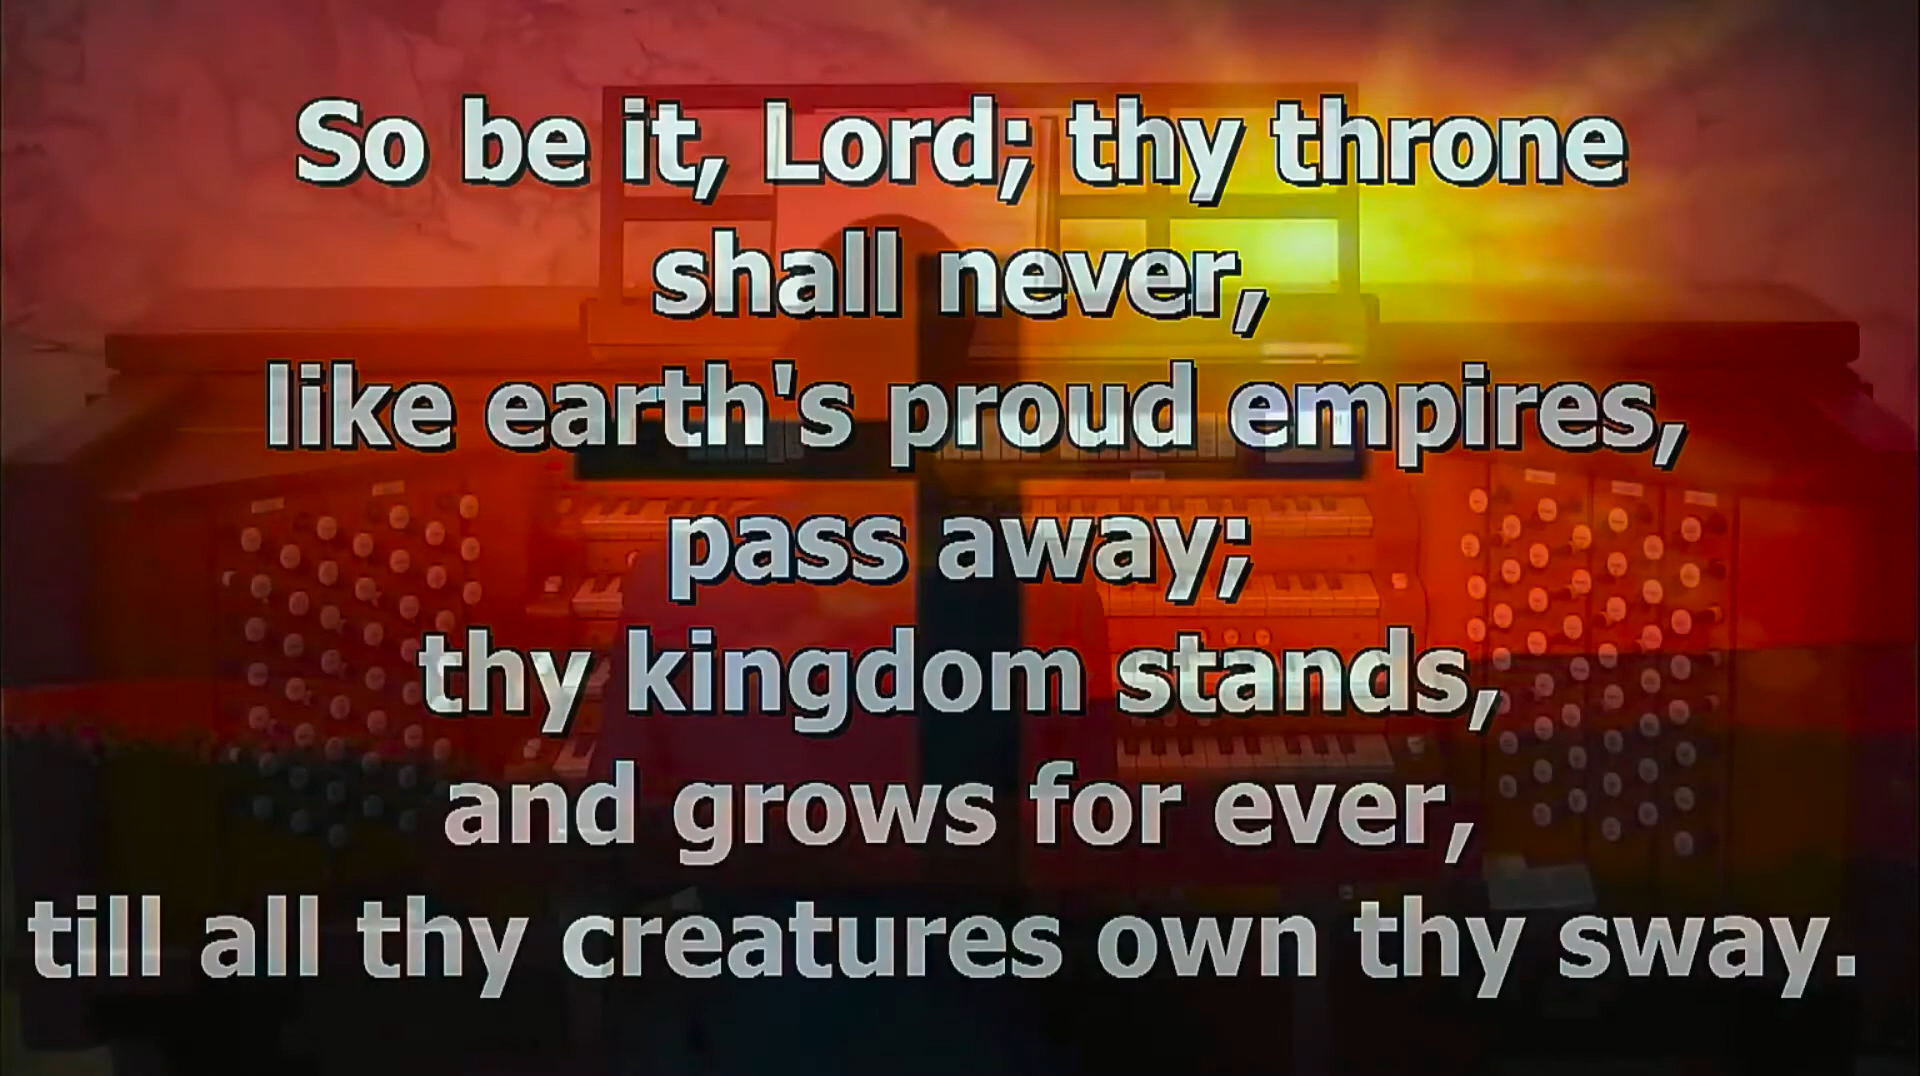 So be it, Lord; thy throne
shall never,
like earth's proud empires,
pass away;
thy kingdom stands,
and grows for ever,
till all thy creatures own thy sway.